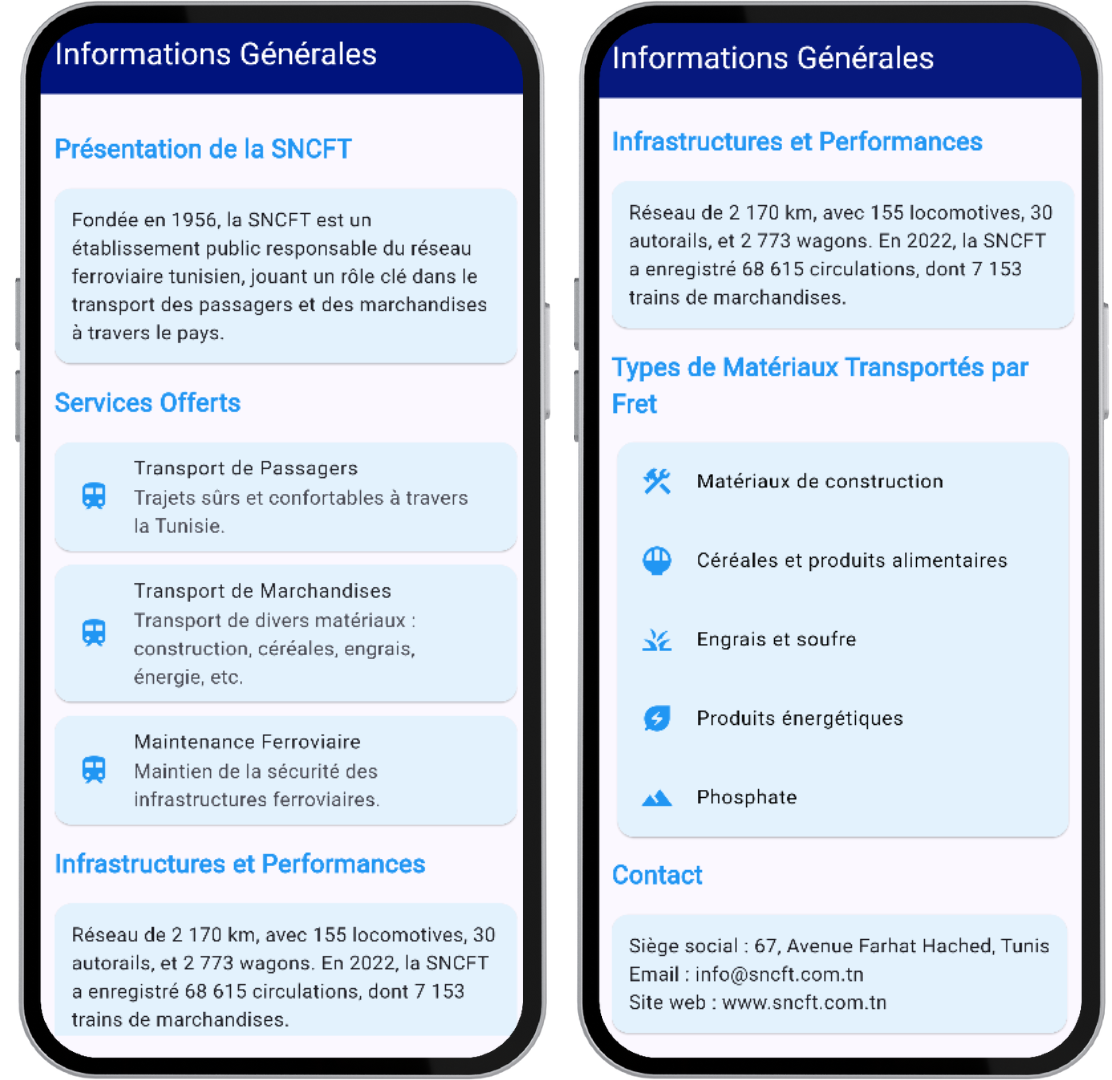 Informations Générales
Présentation de la SNCFT
Fondée en 1956, la SNCFT est un
établissement public responsable du réseau
ferroviaire tunisien, jouant un rôle clé dans le
transport des passagers et des marchandises
à travers le pays.
Services Offerts
Transport de Passagers
Trajets sûrs et confortables à travers
la Tunisie.
Transport de Marchandises
Transport de divers matériaux :
construction, céréales, engrais,
énergie, etc.
Maintenance Ferroviaire
Maintien de la sécurité des
infrastructures ferroviaires.
Infrastructures et Performances
Réseau de 2 170 km, avec 155 locomotives, 30
autorails, et 2 773 wagons. En 2022, la SNCFT
a enregistré 68 615 circulations, dont 7 153
trains de marchandises.
Informations Générales
Infrastructures et Performances
Réseau de 2 170 km, avec 155 locomotives, 30
autorails, et 2 773 wagons. En 2022, la SNCFT
a enregistré 68 615 circulations, dont 7 153
trains de marchandises.
Types de Matériaux Transportés par
Fret
Matériaux de construction
Céréales et produits alimentaires
Engrais et soufre
Produits énergétiques
Phosphate
Contact
Siège social : 67, Avenue Farhat Hached, Tunis
Email : info@sncft.com.tn
Site web : www.sncft.com.tn